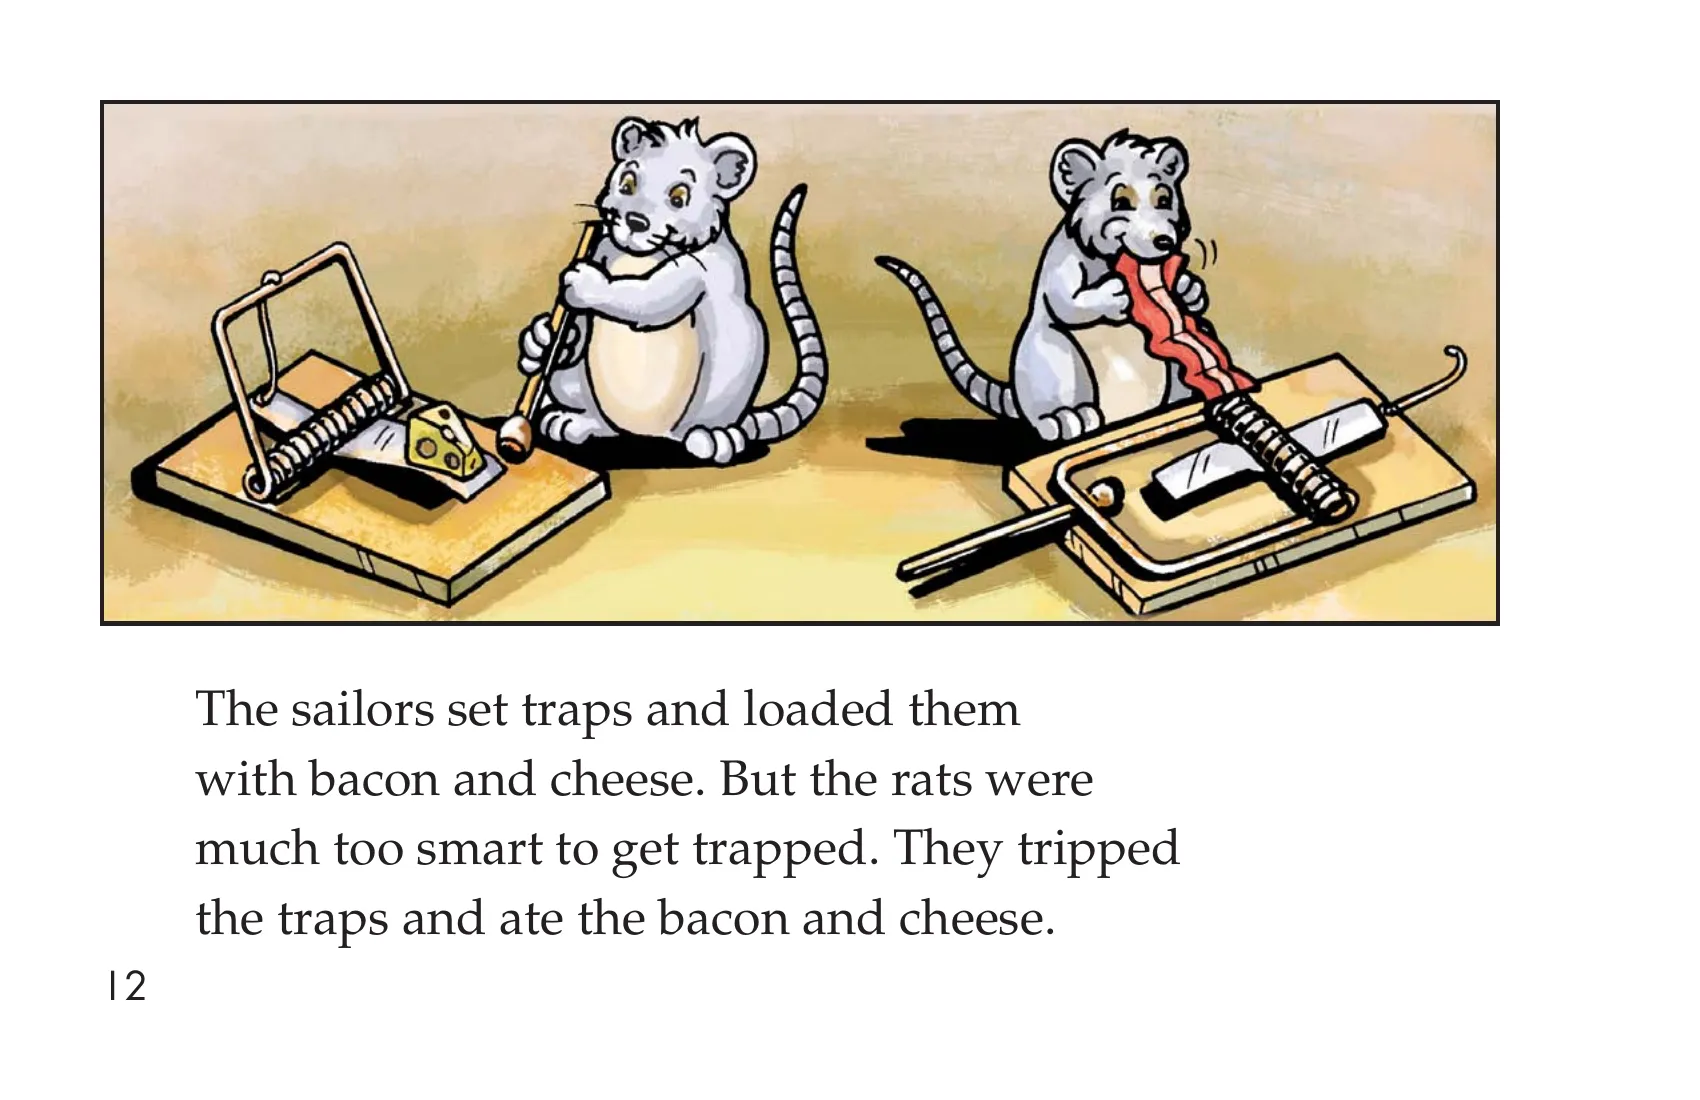 The sailors set traps and loaded them
with bacon and cheese. But the rats were
much too smart to get trapped. They tripped
the traps and ate the bacon and cheese.
12